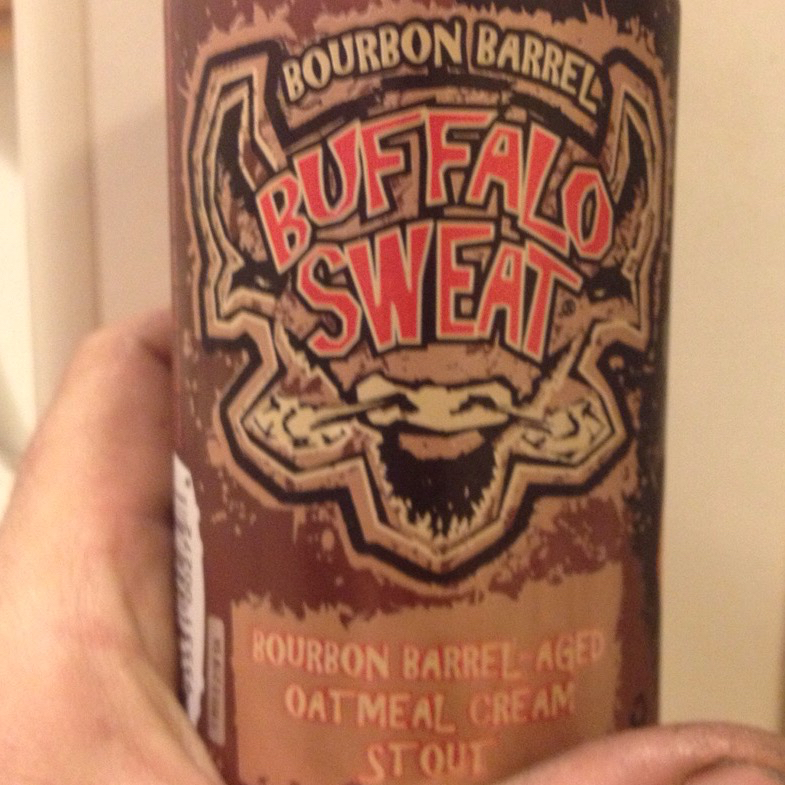 BOURBON BARREL
BUFFALO
SWEAT®
BOURBON BARREL-AGED
OATMEAL CREAM
STOUT